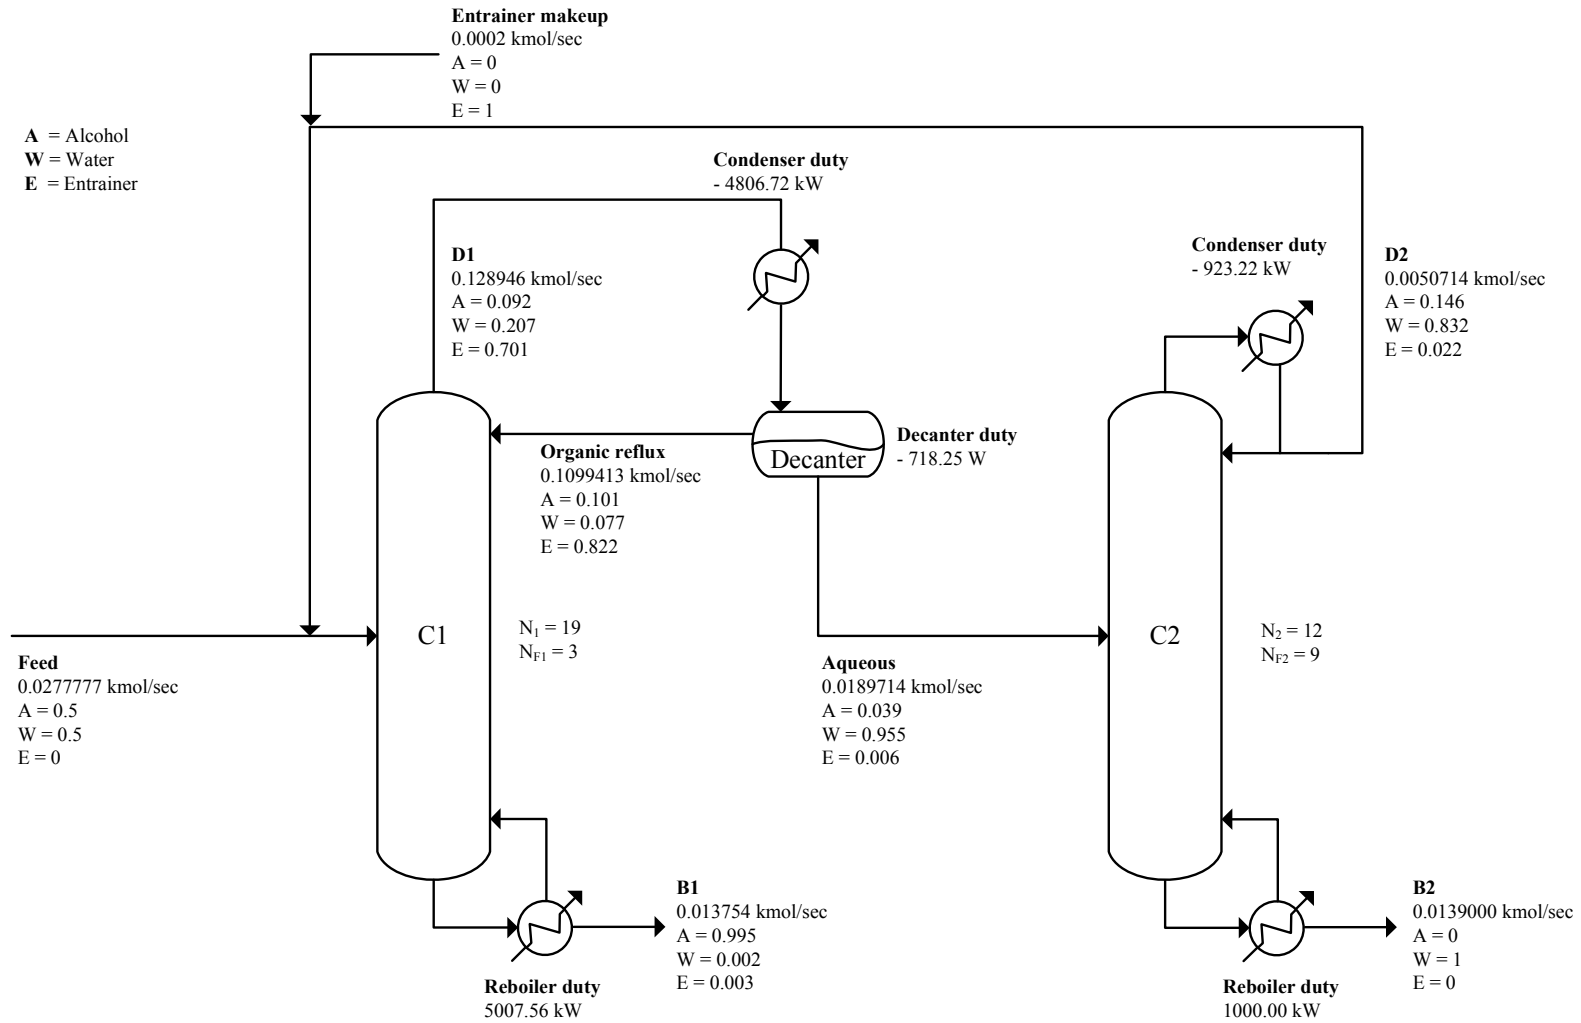 Entrainer makeup
0.0002 kmol/sec
A = 0
W = 0
E = 1
A = Alcohol
W = Water
E = Entrainer
Condenser duty
- 4806.72 kW
D1
0.128946 kmol/sec
A = 0.092
W = 0.207
E = 0.701
Condenser duty
- 923.22 kW
D2
0.0050714 kmol/sec
A = 0.146
W = 0.832
E = 0.022
Decanter
Decanter duty
- 718.25 W
Organic reflux
0.1099413 kmol/sec
A = 0.101
W = 0.077
E = 0.822
C1
N1 = 19
NF1 = 3
C2
N2 = 12
NF2 = 9
Feed
0.0277777 kmol/sec
A = 0.5
W = 0.5
E = 0
Aqueous
0.0189714 kmol/sec
A = 0.039
W = 0.955
E = 0.006
B1
0.013754 kmol/sec
A = 0.995
W = 0.002
E = 0.003
Reboiler duty
5007.56 kW
B2
0.0139000 kmol/sec
A = 0
W = 1
E = 0
Reboiler duty
1000.00 kW